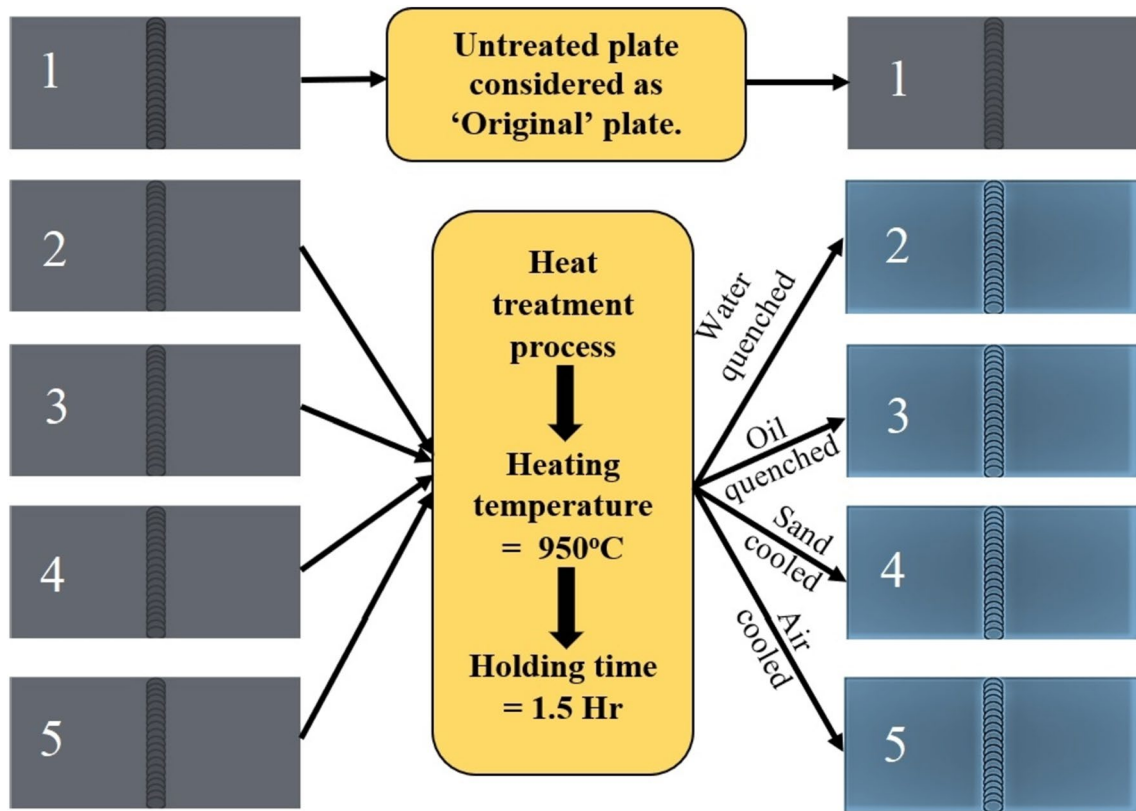 1
Untreated plate
considered as
‘Original’ plate.
1
2
3
4
5
Heat
treatment
process
Heating
temperature
= 950°C
Holding time
= 1.5 Hr
Water
quenched
Oil
quenched
Sand
cooled
Air
cooled
2
3
4
5